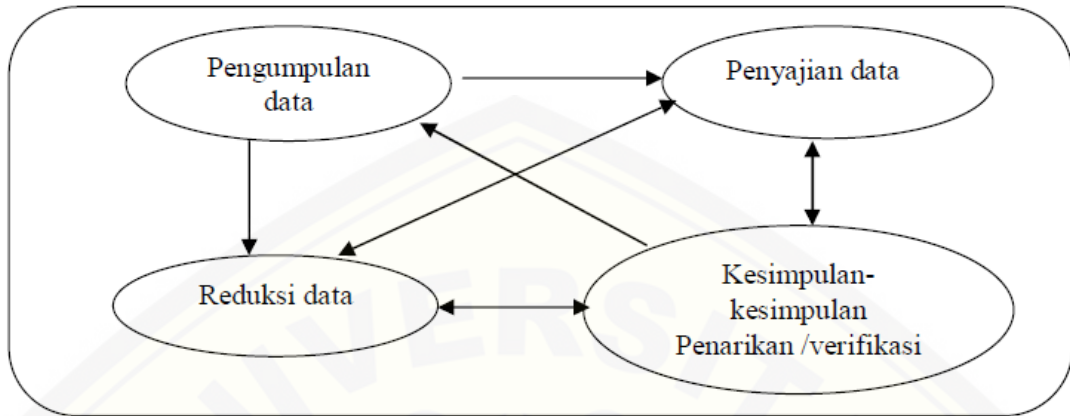 Pengumpulan
data
Penyajian data
Reduksi data
Kesimpulan-
kesimpulan
Penarikan /verifikasi